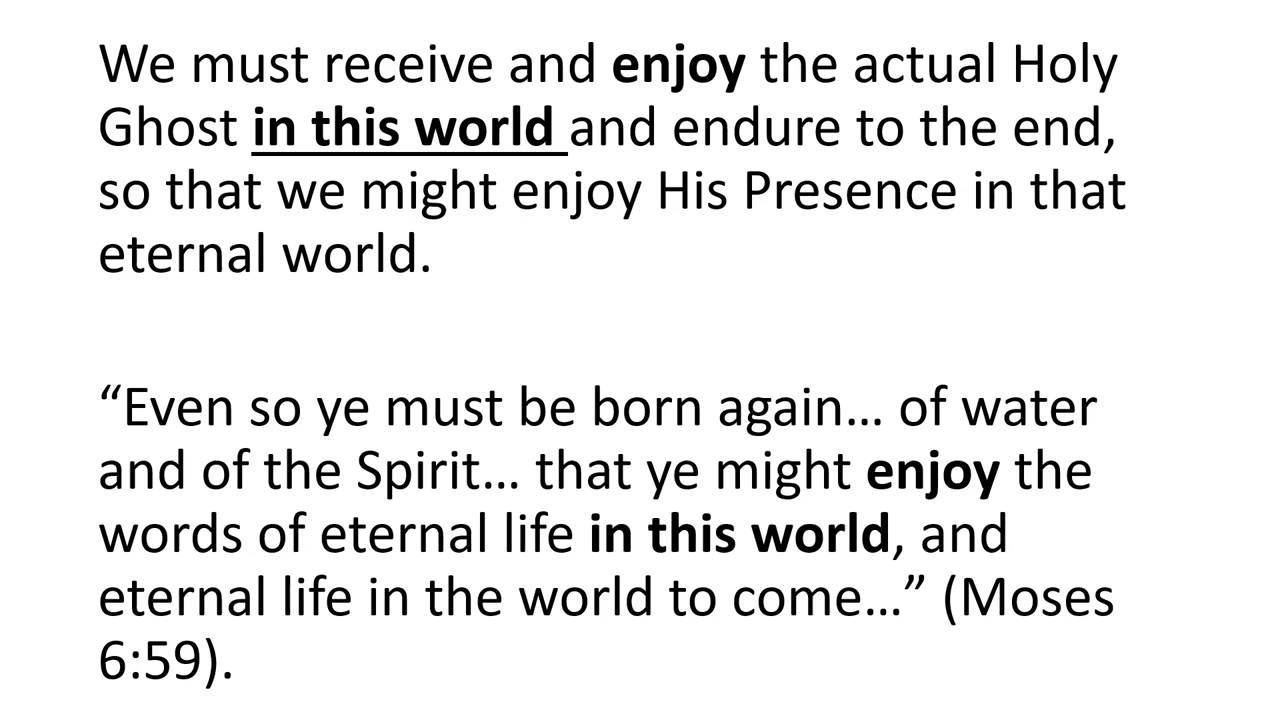 We must receive and enjoy the actual Holy
Ghost in this world and endure to the end,
so that we might enjoy His Presence in that
eternal world.
“Even so ye must be born again… of water
and of the Spirit… that ye might enjoy the
words of eternal life in this world, and
eternal life in the world to come…” (Moses
6:59).